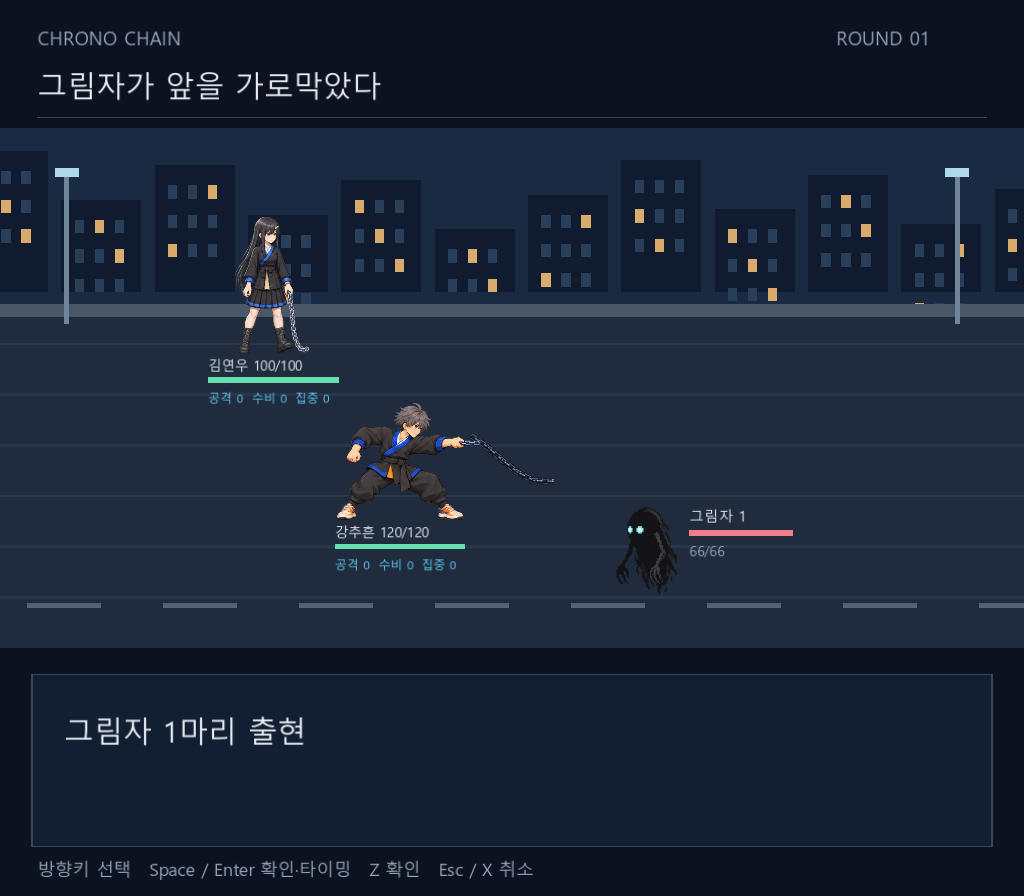 CHRONO CHAIN
ROUND 01
그림자가 앞을 가로막았다
김연우 100/100
공격 0 수비 0 집중 0
강추흔 120/120
공격 0 수비 0 집중 0
그림자 1
66/66
그림자 1마리 출현
방향키 선택 Space / Enter 확인·타이밍 Z 확인 Esc / X 취소